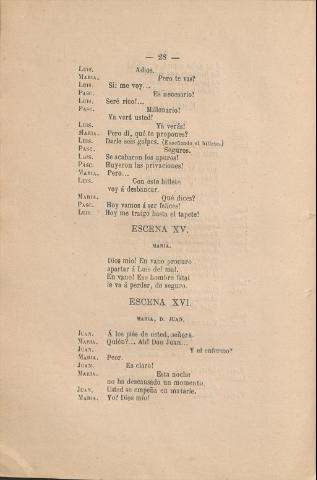 — 28 —
LUIS. Adios.
MARIA. Pero te vas?
LUIS. Si: me voy...
PASC. Es necesario!
LUIS. Seré rico!...
PASC. Millonario!
Ya verá usted!
LUIS. Ya verás!
MARIA. Pero di, qué te propones?
LUIS. Darle seis golpes. (Enseñando el billete.)
PASC. Seguros.
LUIS. Se acabaron los apuros!
PASC. Huyeron las privaciones!
MARIA. Pero...
LUIS. Con este billete
voy á desbancar.
MARIA. Qué dices?
PASC. Hoy vamos á ser felices!
LUIS. Hoy me traigo hasta el tapete!
ESCENA XV.
MARIA.
Dios mio! En vano procuro
apartar á Luis del mal.
En vano! Ese hombre fatal
le va á perder, de seguro.
ESCENA XVI.
MARIA, D. JUAN.
JUAN. Á los piés de usted, señora.
MARIA. Quién?... Ah! Don Juan...
JUAN. Y el enfermo?
MARIA. Peor.
JUAN. Es claro!
MARIA. Esta noche
no ha descansado un momento.
JUAN. Usted se empeña en matarle.
MARIA. Yo? Dios mio!